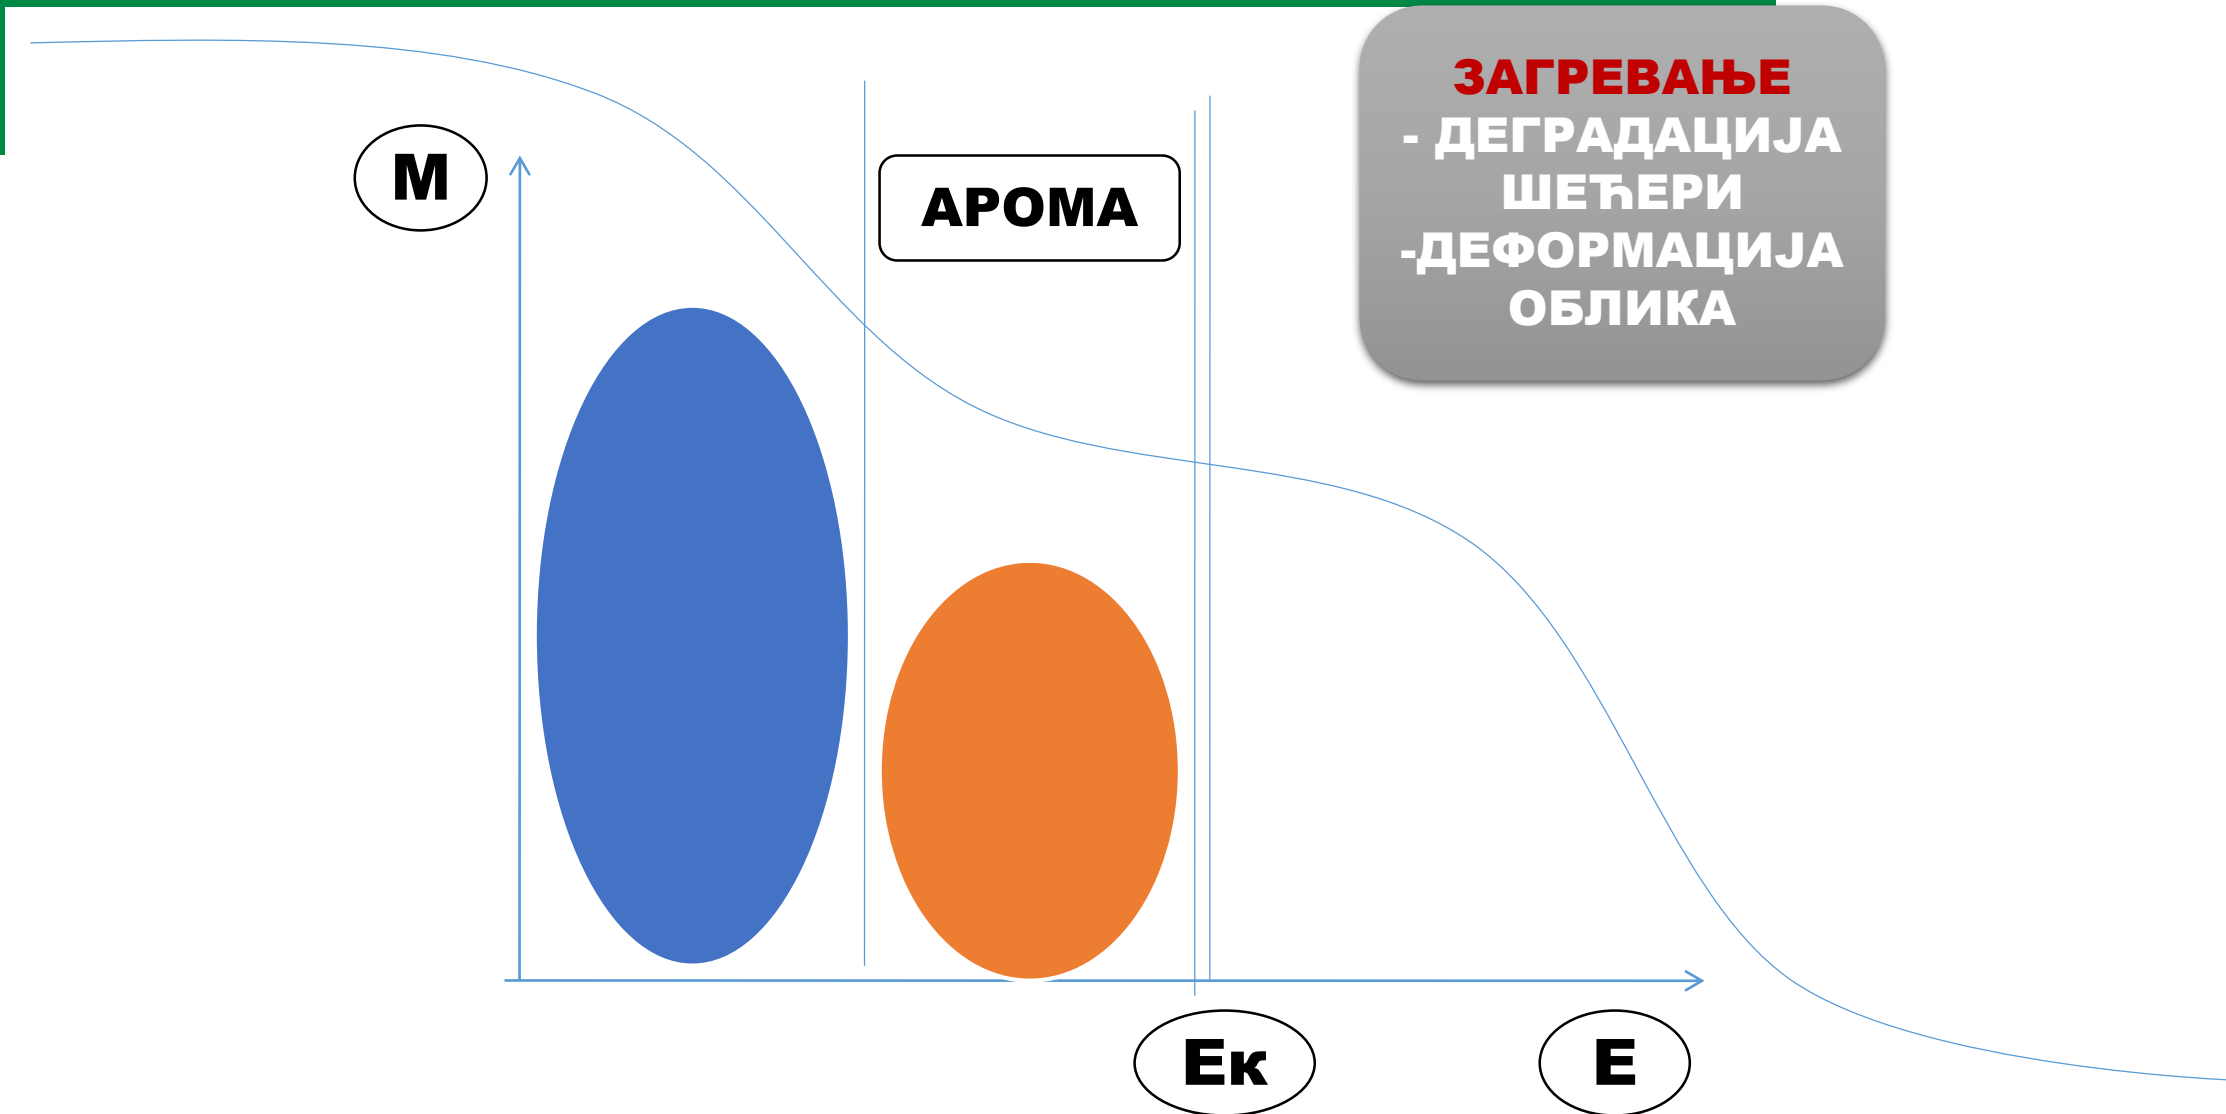 ЗАГРЕВАЊЕ
- ДЕГРАДАЦИЈА
ШЕЋЕРИ
-ДЕФОРМАЦИЈА
ОБЛИКА
М
АРОМА
Ек
Е